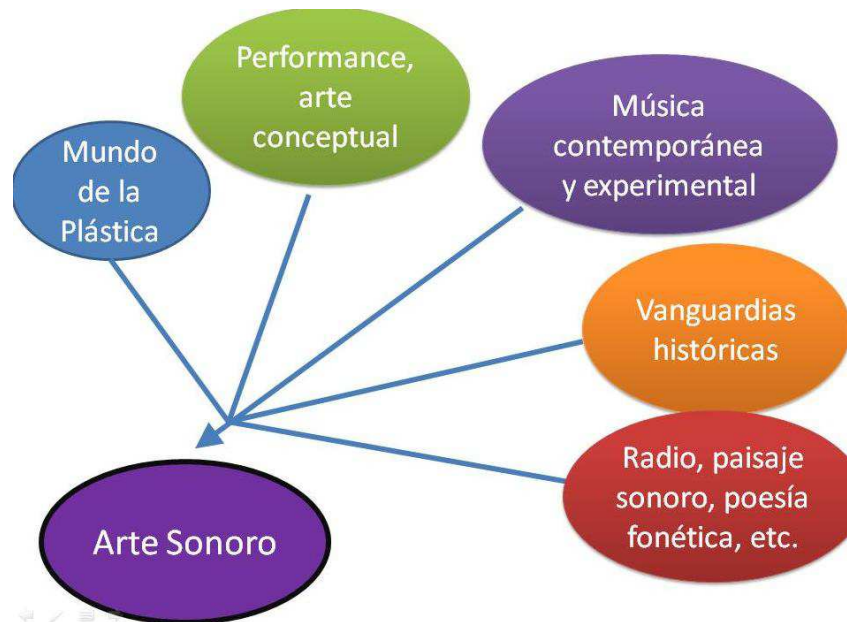 Performance,
arte
conceptual
Música
contemporánea
y experimental
Mundo
de la
Plástica
Vanguardias
históricas
Radio, paisaje
sonoro, poesía
fonética, etc.
Arte Sonoro